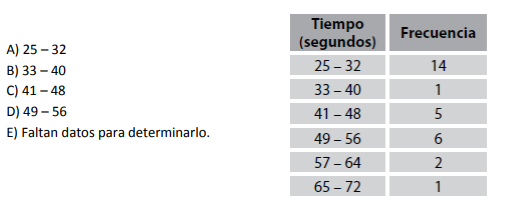 A) 25 – 32
B) 33 – 40
C) 41 – 48
D) 49 – 56
E) Faltan datos para determinarlo.
Tiempo
(segundos) Frecuencia
25 – 32 14
33 – 40 1
41 – 48 5
49 – 56 6
57 – 64 2
65 – 72 1